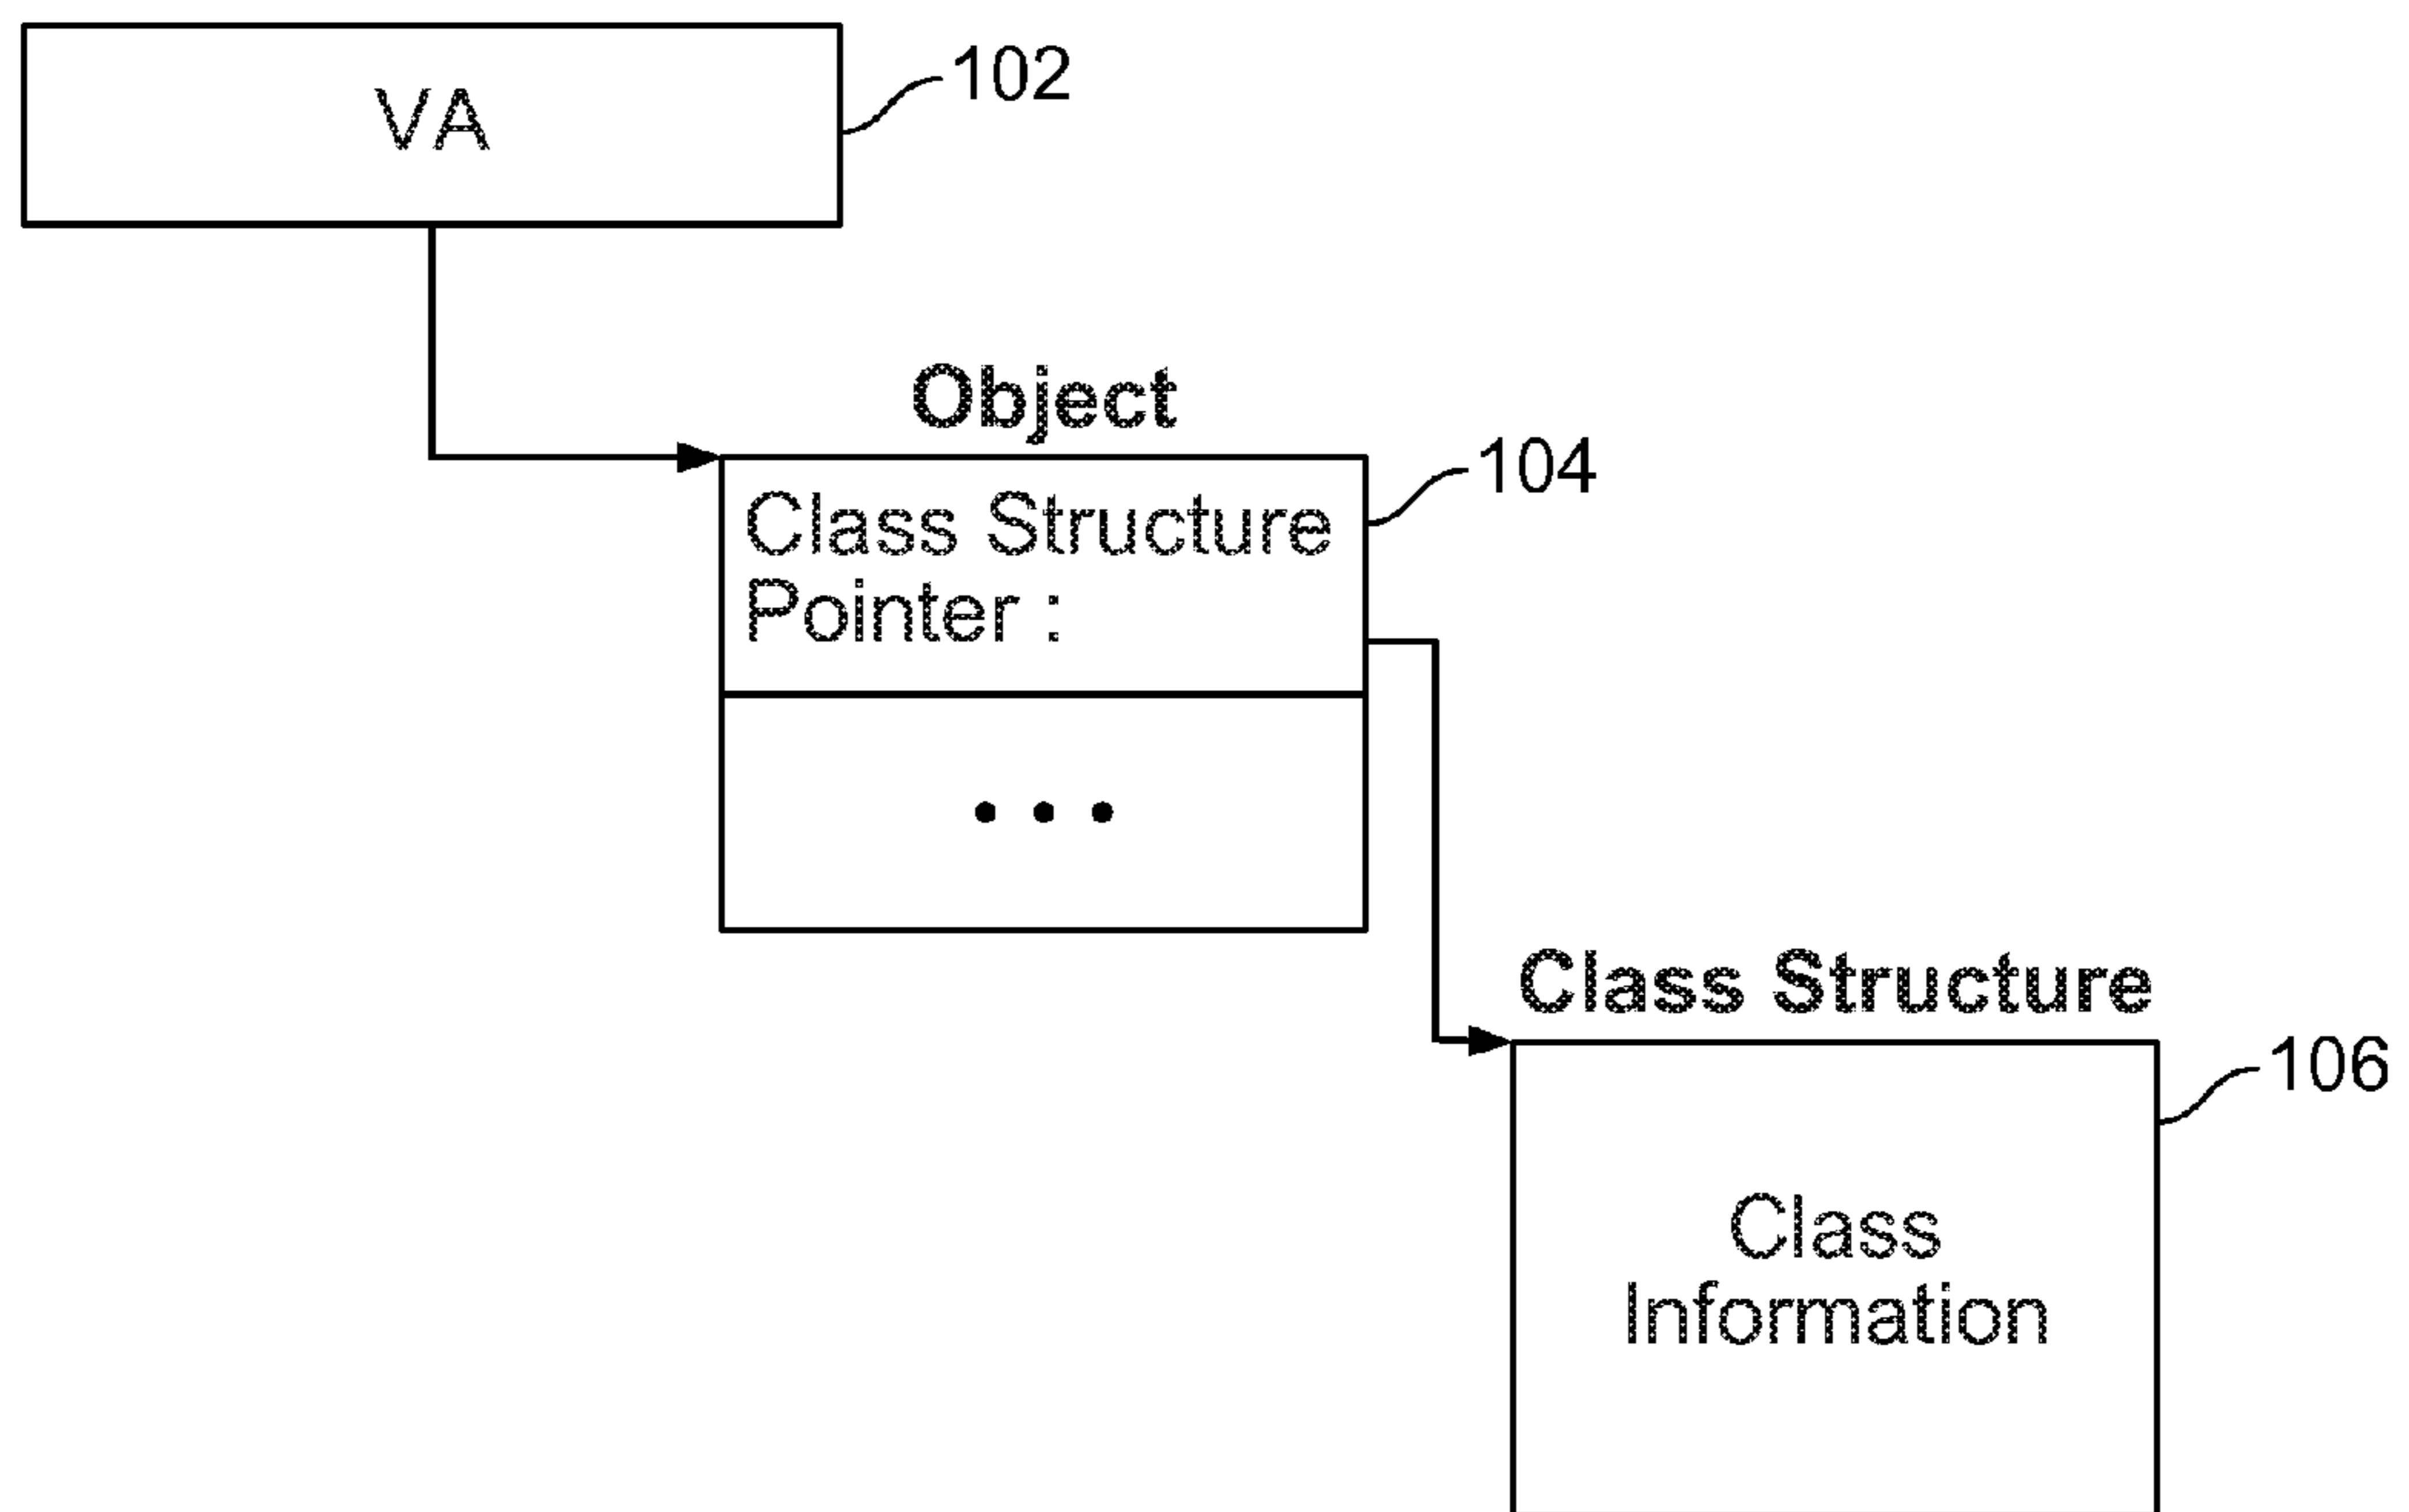 VA
102
Object
104
Class Structure
Pointer :
• • •
Class Structure
106
Class
Information